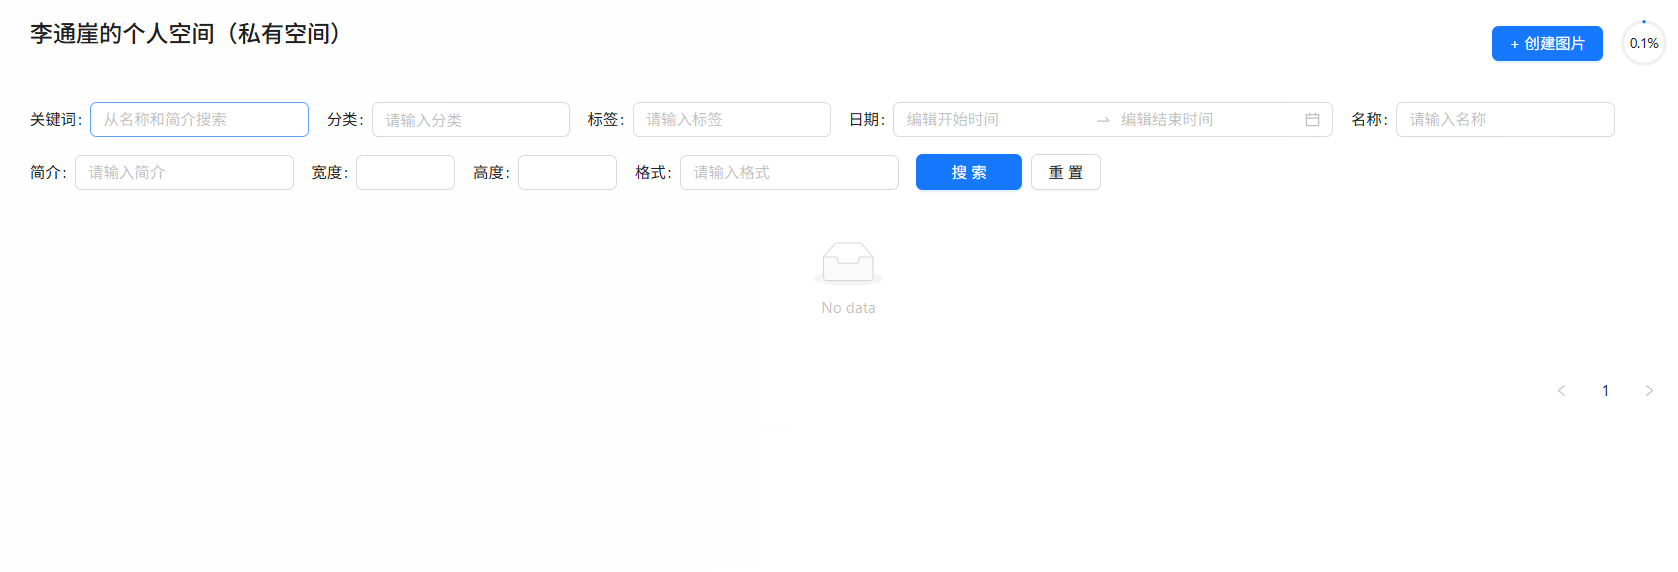 李通崖的个人空间（私有空间）
+ 创建图片
0.1%
关键词: 从名称和简介搜索 分类: 请输入分类 标签: 请输入标签 日期: 编辑开始时间 → 编辑结束时间 名称: 请输入名称
简介: 请输入简介 宽度: 高度: 格式: 请输入格式 搜 索 重 置
No data
< 1 >